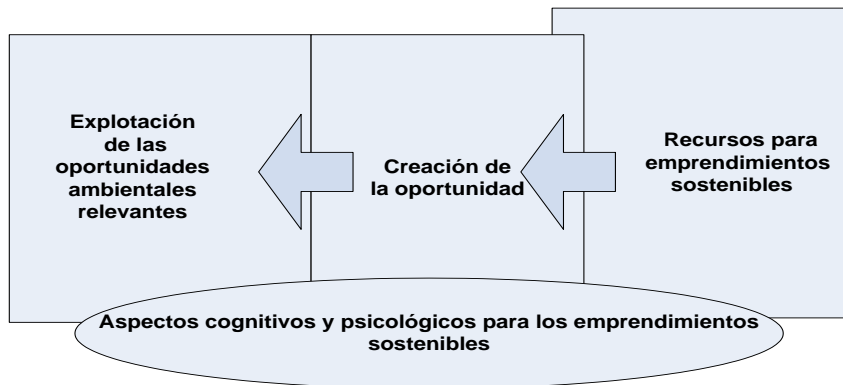 Explotación
de las
oportunidades
ambientales
relevantes
Creación de
la oportunidad
Recursos para
emprendimientos
sostenibles
Aspectos cognitivos y psicológicos para los emprendimientos
sostenibles